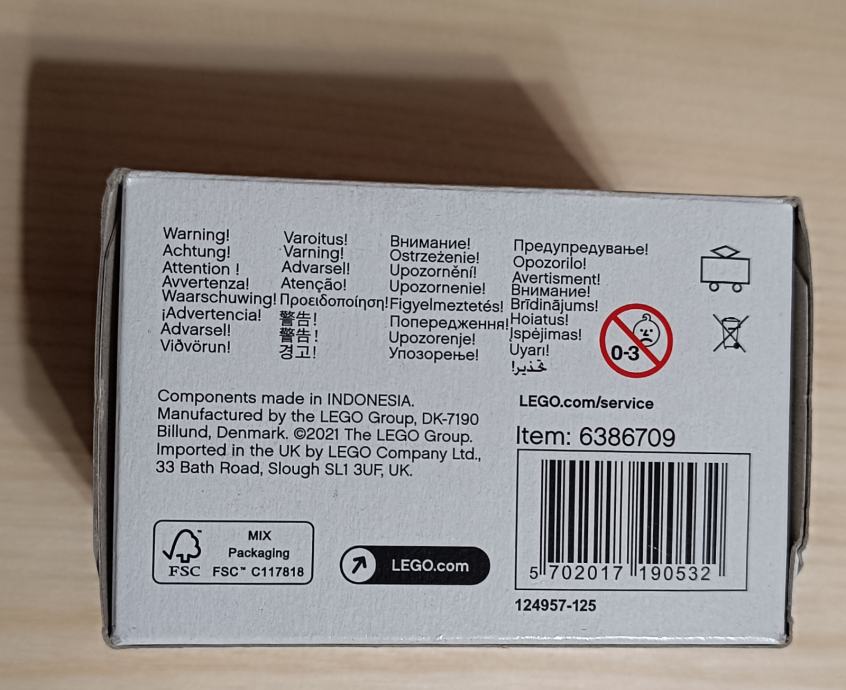 Warning!
Achtung!
Attention !
Avvertenza!
Waarschuwing!
¡Advertencia!
Advarsel!
Viðvörun!
Varoitus!
Varning!
Advarsel!
Atenção!
Προειδοποίηση!
警告!
警告!
경고!
Внимание!
Ostrzeżenie!
Upozornění!
Upozornenie!
Figyelmeztetés!
Попередження!
Upozorenje!
Упозорење!
Предупредување!
Opozorilo!
Avertisment!
Внимание!
Brīdinājums!
Hoiatus!
Įspėjimas!
Uyarı!
تحذير!
0-3
Components made in INDONESIA.
Manufactured by the LEGO Group, DK-7190
Billund, Denmark. ©2021 The LEGO Group.
Imported in the UK by LEGO Company Ltd.,
33 Bath Road, Slough SL1 3UF, UK.
LEGO.com/service
Item: 6386709
5 702017 190532
124957-125
FSC™
MIX
Packaging
FSC™ C117818
LEGO.com